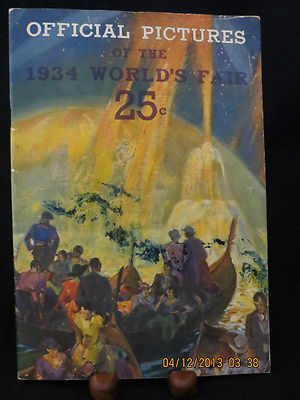 OFFICIAL PICTURES
OF THE
1934 WORLD'S FAIR
25c
04/12/2013 03:38